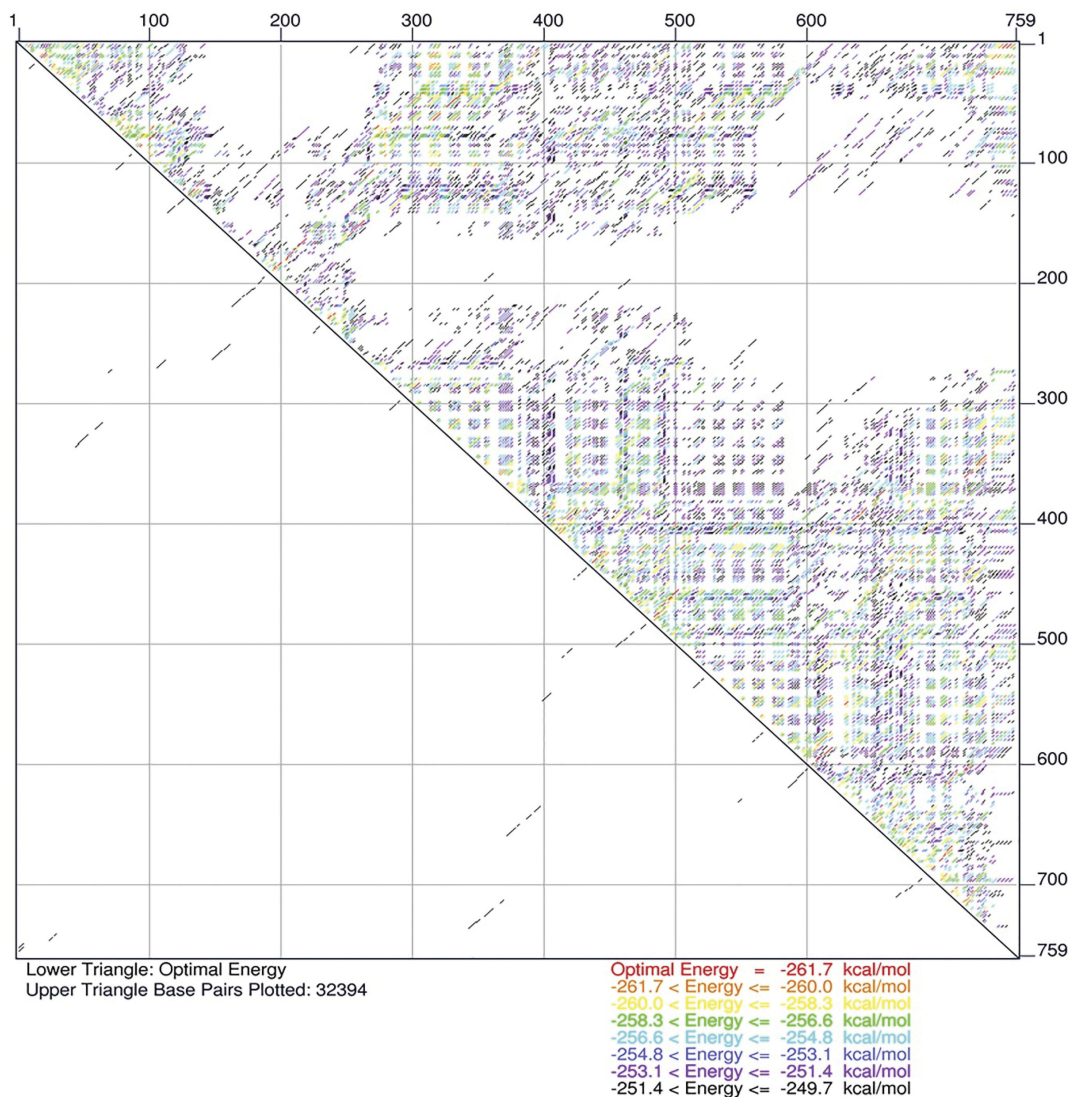 1 100 200 300 400 500 600 759
1
100
200
300
400
500
600
700
759
Lower Triangle: Optimal Energy
Upper Triangle Base Pairs Plotted: 32394
Optimal Energy = -261.7 kcal/mol
-261.7 < Energy <= -260.0 kcal/mol
-260.0 < Energy <= -258.3 kcal/mol
-258.3 < Energy <= -256.6 kcal/mol
-256.6 < Energy <= -254.8 kcal/mol
-254.8 < Energy <= -253.1 kcal/mol
-253.1 < Energy <= -251.4 kcal/mol
-251.4 < Energy <= -249.7 kcal/mol